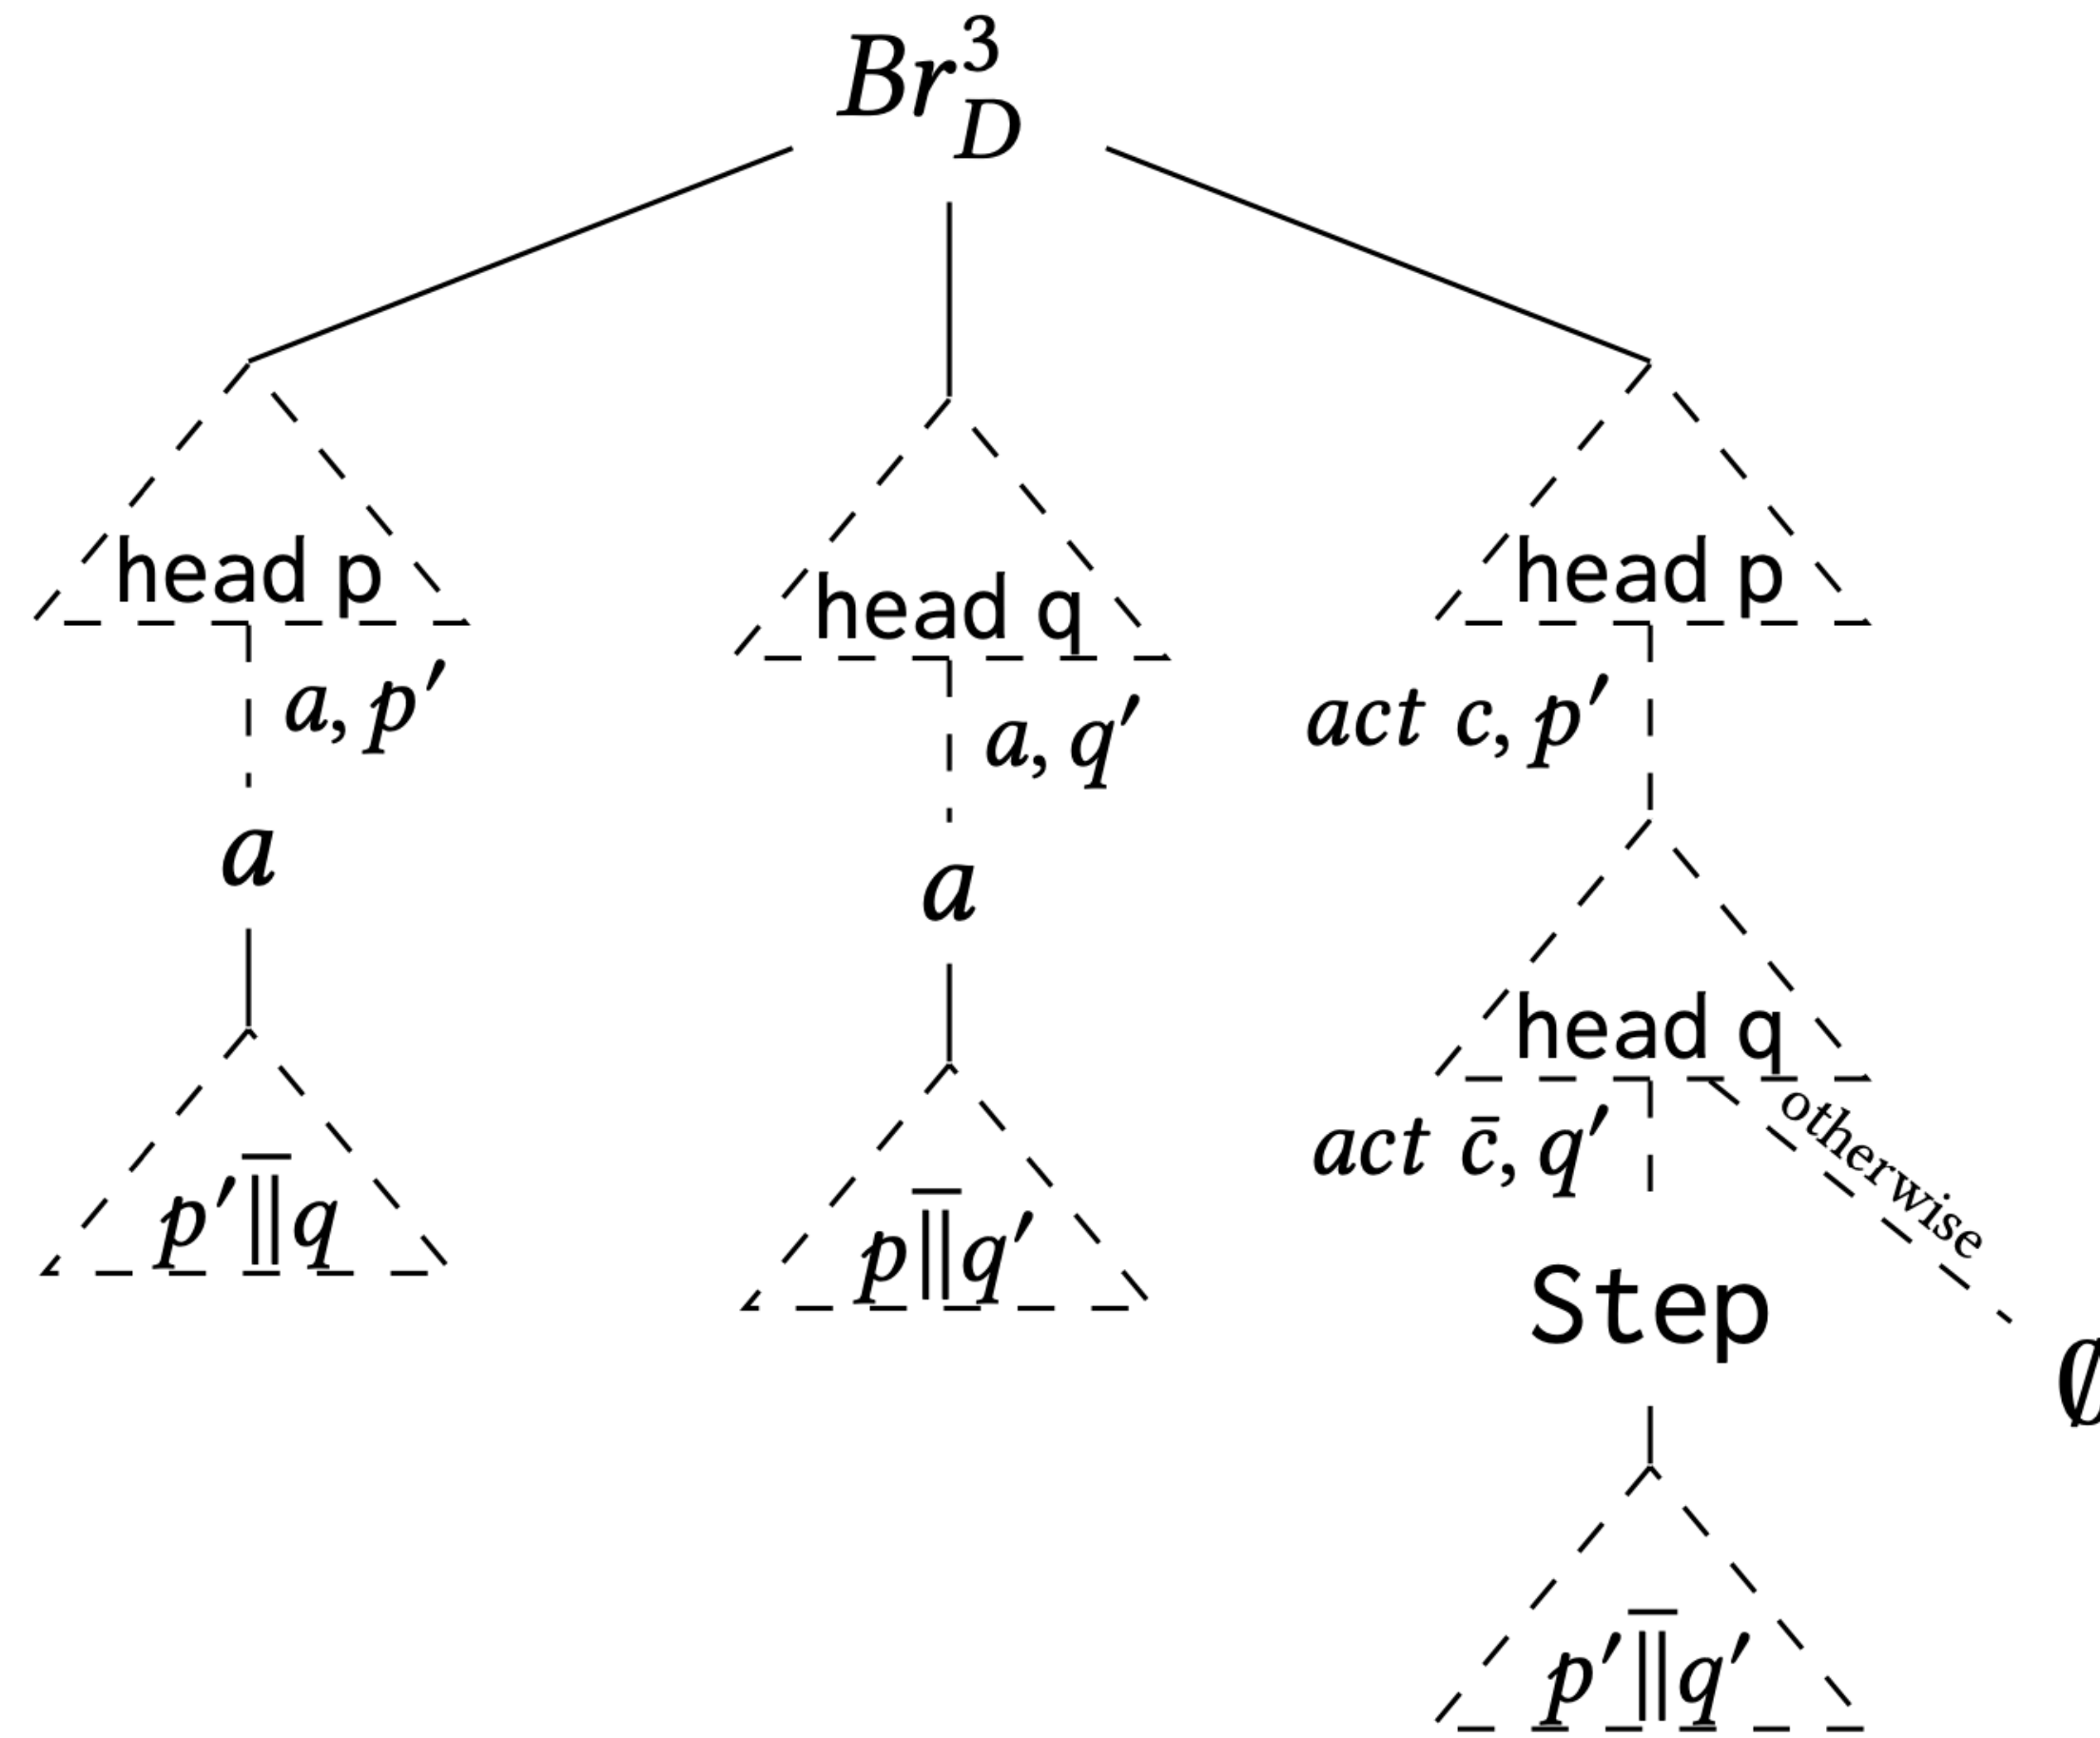 Br³_D
head p
head q
head p
a, p′
a, q′
act c, p′
a
a
head q
otherwise
act c̄, q′
p′ ‖̅ q
p ‖̅ q′
Step
∅
p′ ‖̅ q′